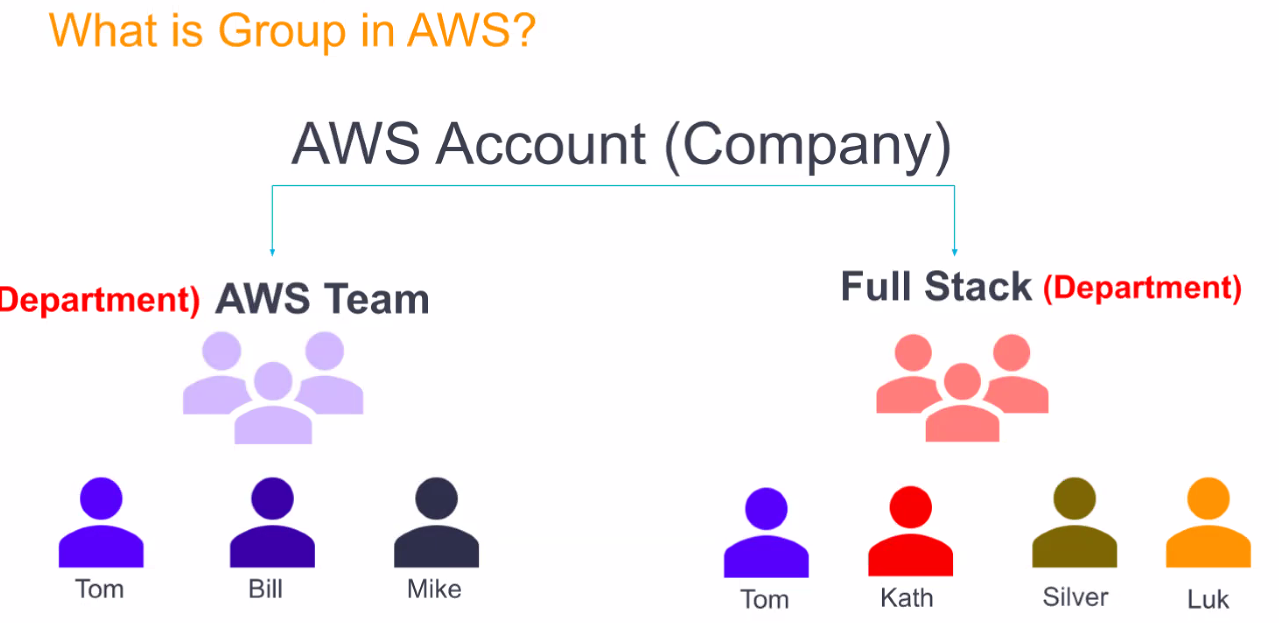 What is Group in AWS?
AWS Account (Company)
Department) AWS Team
Full Stack (Department)
Tom
Bill
Mike
Tom
Kath
Silver
Luk